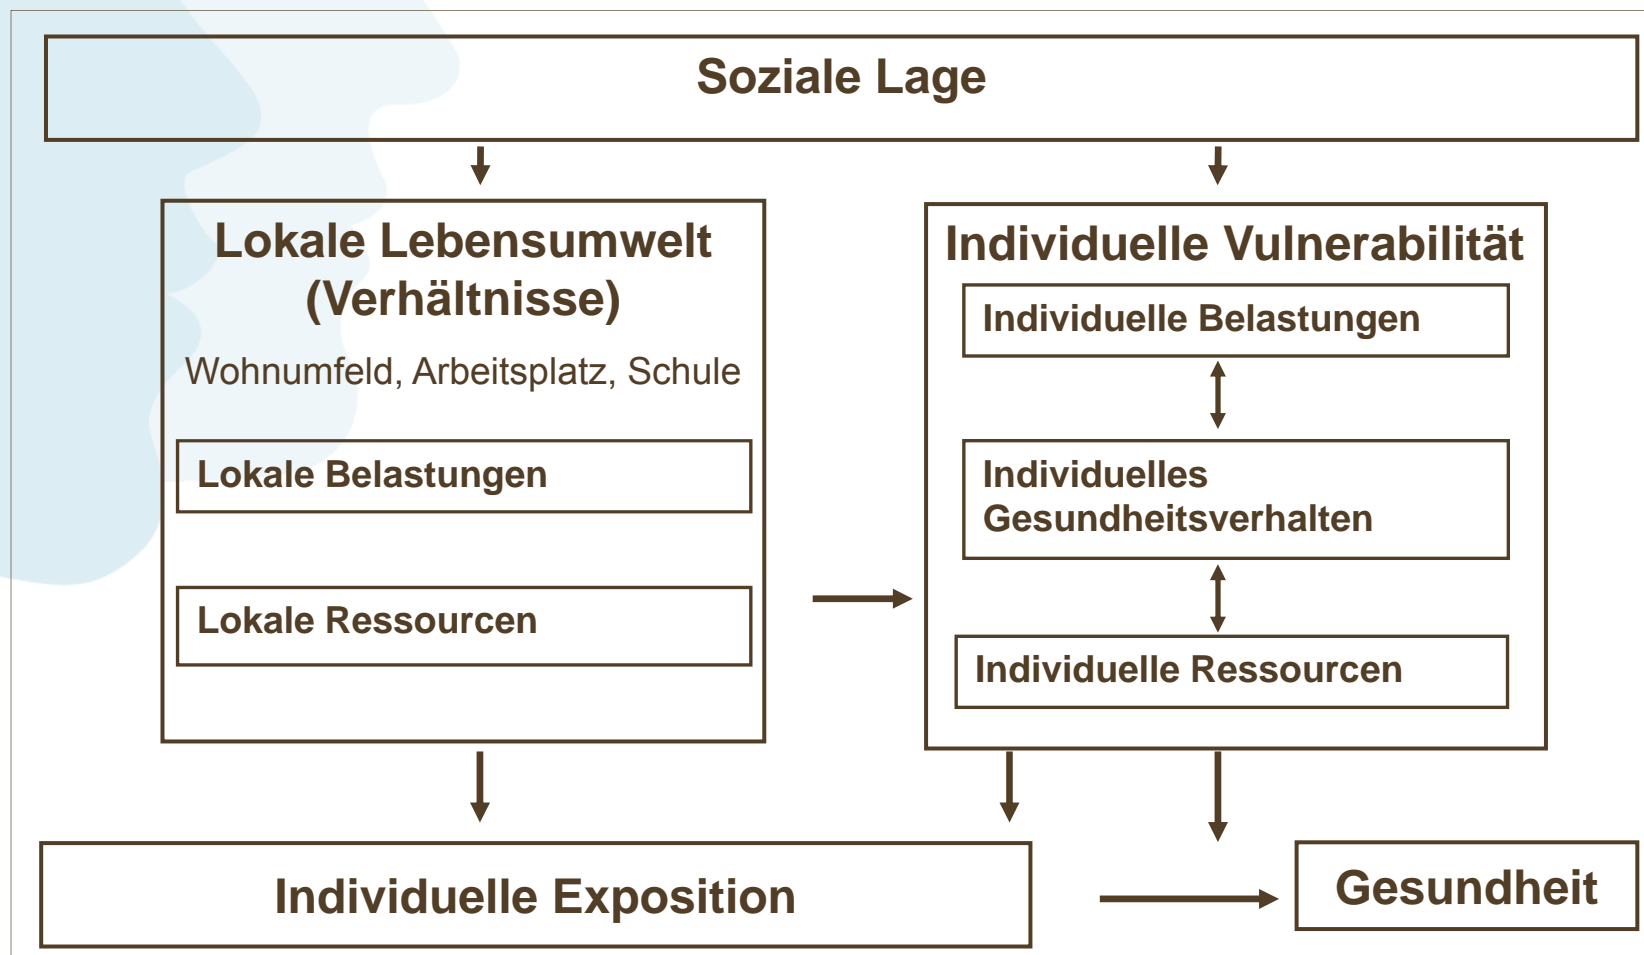 Soziale Lage
Lokale Lebensumwelt
(Verhältnisse)
Wohnumfeld, Arbeitsplatz, Schule
Lokale Belastungen
Lokale Ressourcen
Individuelle Vulnerabilität
Individuelle Belastungen
Individuelles
Gesundheitsverhalten
Individuelle Ressourcen
Individuelle Exposition
Gesundheit